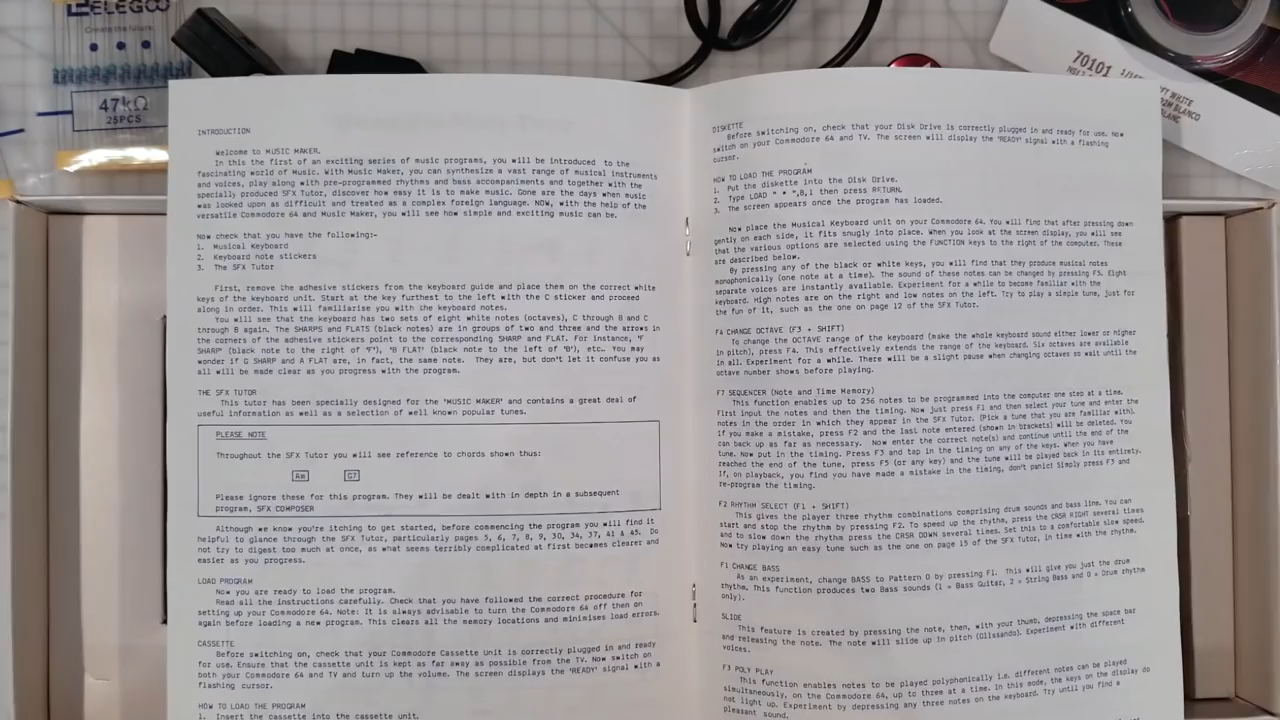 ELEGOO
Create the future
47kΩ
25PCS
70101
INTRODUCTION
Welcome to MUSIC MAKER.
In this the first of an exciting series of music programs, you will be introduced to the
fascinating world of Music. With Music Maker, you can synthesize a vast range of musical instruments
and voices, play along with pre-programmed rhythms and bass accompaniments and together with the
specially produced SFX Tutor, discover how easy it is to make music. Gone are the days when music
was looked upon as difficult and treated as a complex foreign language. NOW, with the help of the
versatile Commodore 64 and Music Maker, you will see how simple and exciting music can be.
Now check that you have the following:-
1. Musical Keyboard
2. Keyboard note stickers
3. The SFX Tutor
First, remove the adhesive stickers from the keyboard guide and place them on the correct white
keys of the keyboard unit. Start at the key furthest to the left with the C sticker and proceed
along in order. This will familiarise you with the keyboard notes.
You will see that the keyboard has two sets of eight white notes (octaves), C through B and C
through B again. The SHARPS and FLATS (black notes) are in groups of two and three and the arrows in
the corners of the adhesive stickers point to the corresponding SHARP and FLAT. For instance, 'F
SHARP' (black note to the right of 'F'), 'B FLAT' (black note to the left of 'B'), etc. You may
wonder if G SHARP and A FLAT are, in fact, the same note. They are, but don't let it confuse you as
all will be made clear as you progress with the program.
THE SFX TUTOR
This tutor has been specially designed for the 'MUSIC MAKER' and contains a great deal of
useful information as well as a selection of well known popular tunes.
PLEASE NOTE
Throughout the SFX Tutor you will see reference to chords shown thus:
Am G7
Please ignore these for this program. They will be dealt with in depth in a subsequent
program, SFX COMPOSER
Although we know you're itching to get started, before commencing the program you will find it
helpful to glance through the SFX Tutor, particularly pages 5, 6, 7, 8, 9, 30, 34, 37, 41 & 45. Do
not try to digest too much at once, as what seems terribly complicated at first becomes clearer and
easier as you progress.
LOAD PROGRAM
Now you are ready to load the program.
Read all the instructions carefully. Check that you have followed the correct procedure for
setting up your Commodore 64. Note: It is always advisable to turn the Commodore 64 off then on
again before loading a new program. This clears all the memory locations and minimises load errors.
CASSETTE
Before switching on, check that your Commodore Cassette Unit is correctly plugged in and ready
for use. Ensure that the cassette unit is kept as far away as possible from the TV. Now switch on
both your Commodore 64 and TV and turn up the volume. The screen displays the 'READY' signal with a
flashing cursor.
HOW TO LOAD THE PROGRAM
1. Insert the cassette into the cassette unit.
DISKETTE
Before switching on, check that your Disk Drive is correctly plugged in and ready for use. Now
switch on your Commodore 64 and TV. The screen will display the 'READY' signal with a flashing
cursor.
HOW TO LOAD THE PROGRAM
1. Put the diskette into the Disk Drive.
2. Type LOAD " * ",8,1 then press RETURN.
3. The screen appears once the program has loaded.
Now place the Musical Keyboard unit on your Commodore 64. You will find that after pressing down
gently on each side, it fits snugly into place. When you look at the screen display, you will see
that the various options are selected using the FUNCTION keys to the right of the computer. These
are described below.
By pressing any of the black or white keys, you will find that they produce musical notes
monophonically (one note at a time). The sound of these notes can be changed by pressing F5. Eight
separate voices are instantly available. Experiment for a while to become familiar with the
keyboard. High notes are on the right and low notes on the left. Try to play a simple tune, just for
the fun of it, such as the one on page 12 of the SFX Tutor.
F4 CHANGE OCTAVE (F3 + SHIFT)
To change the OCTAVE range of the keyboard (make the whole keyboard sound either lower or higher
in pitch), press F4. This effectively extends the range of the keyboard. Six octaves are available
in all. Experiment for a while. There will be a slight pause when changing octaves so wait until the
octave number shows before playing.
F7 SEQUENCER (Note and Time Memory)
This function enables up to 256 notes to be programmed into the computer one step at a time.
First input the notes and then the timing. Now just press F1 and then select your tune and enter the
notes in the order in which they appear in the SFX Tutor. (Pick a tune that you are familiar with).
If you make a mistake, press F2 and the last note entered (shown in brackets) will be deleted. You
can back up as far as necessary. Now enter the correct note(s) and continue until the end of the
tune. Now put in the timing. Press F3 and tap in the timing on any of the keys. When you have
reached the end of the tune, press F5 (or any key) and the tune will be played back in its entirety.
If, on playback, you find you have made a mistake in the timing, don't panic! Simply press F3 and
re-program the timing.
F2 RHYTHM SELECT (F1 + SHIFT)
This gives the player three rhythm combinations comprising drum sounds and bass line. You can
start and stop the rhythm by pressing F2. To speed up the rhythm, press the CRSR RIGHT several times
and to slow down the rhythm press the CRSR DOWN several times. Set this to a comfortable slow speed.
Now try playing an easy tune such as the one on page 15 of the SFX Tutor, in time with the rhythm.
F1 CHANGE BASS
As an experiment, change BASS to Pattern 0 by pressing F1. This will give you just the drum
rhythm. This function produces two Bass sounds (1 = Bass Guitar, 2 = String Bass and 0 = Drum rhythm
only).
SLIDE
This feature is created by pressing the note, then, with your thumb, depressing the space bar
and releasing the note. The note will slide up in pitch (Glissando). Experiment with different
voices.
F3 POLY PLAY
This function enables notes to be played polyphonically i.e. different notes can be played
simultaneously, on the Commodore 64, up to three at a time. In this mode, the keys on the display do
not light up. Experiment by depressing any three notes on the keyboard. Try until you find a
pleasant sound.